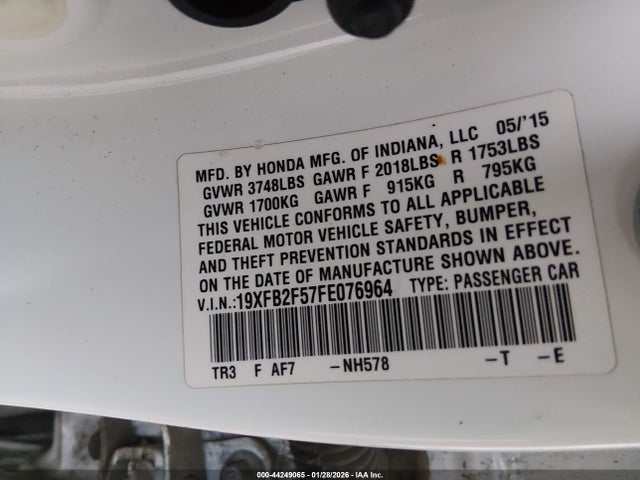 MFD. BY HONDA MFG. OF INDIANA, LLC 05/'15
GVWR 3748LBS GAWR F 2018LBS R 1753LBS
GVWR 1700KG GAWR F 915KG R 795KG
THIS VEHICLE CONFORMS TO ALL APPLICABLE
FEDERAL MOTOR VEHICLE SAFETY, BUMPER,
AND THEFT PREVENTION STANDARDS IN EFFECT
ON THE DATE OF MANUFACTURE SHOWN ABOVE.
V.I.N.:19XFB2F57FE076964 TYPE: PASSENGER CAR
TR3 F AF7 -NH578 -T -E
000-44249065 - 01/28/2026 - IAA Inc.